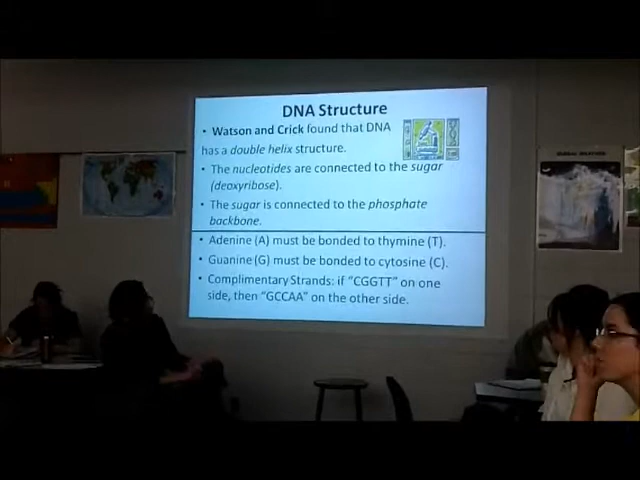 DNA Structure
• Watson and Crick found that DNA
has a double helix structure.
• The nucleotides are connected to the sugar
(deoxyribose).
• The sugar is connected to the phosphate
backbone.
• Adenine (A) must be bonded to thymine (T).
• Guanine (G) must be bonded to cytosine (C).
• Complimentary Strands: if "CGGTT" on one
side, then "GCCAA" on the other side.